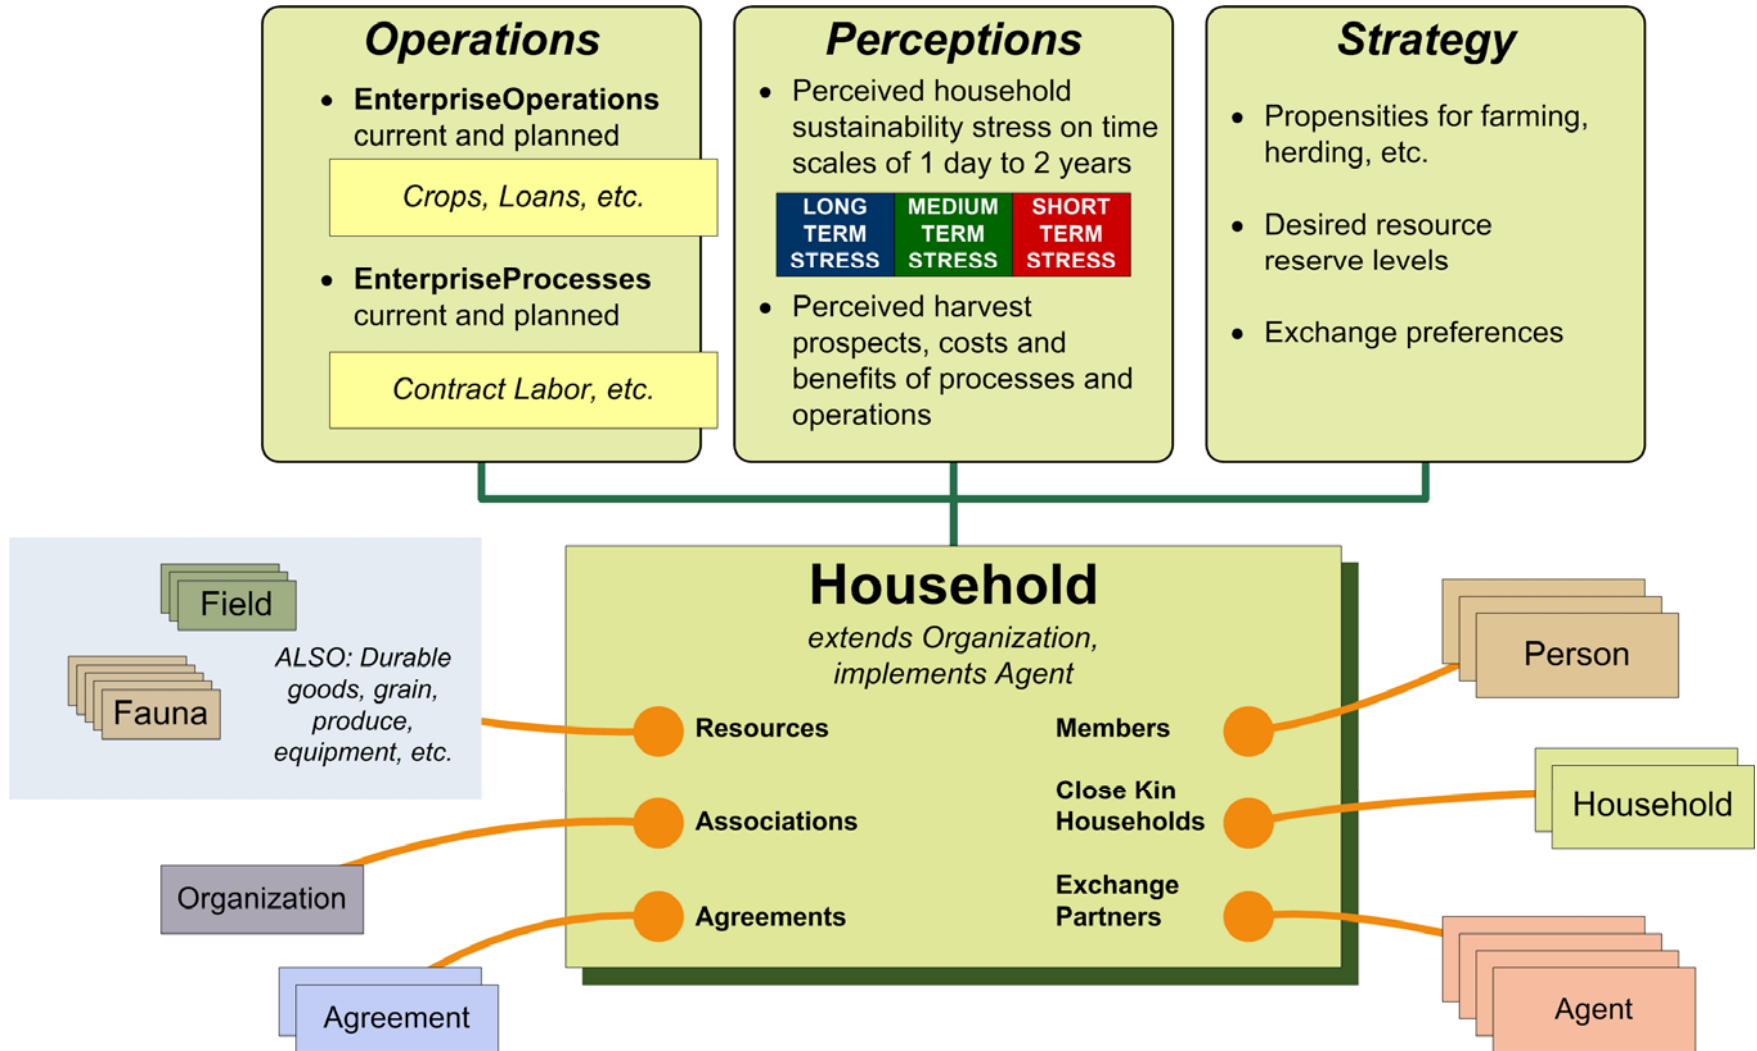 Operations
• EnterpriseOperations
current and planned
Crops, Loans, etc.
• EnterpriseProcesses
current and planned
Contract Labor, etc.
Perceptions
• Perceived household
sustainability stress on time
scales of 1 day to 2 years
LONG
TERM
STRESS
MEDIUM
TERM
STRESS
SHORT
TERM
STRESS
• Perceived harvest
prospects, costs and
benefits of processes and
operations
Strategy
• Propensities for farming,
herding, etc.
• Desired resource
reserve levels
• Exchange preferences
Field
Fauna
ALSO: Durable
goods, grain,
produce,
equipment, etc.
Organization
Agreement
Household
extends Organization,
implements Agent
Resources
Associations
Agreements
Members
Close Kin
Households
Exchange
Partners
Person
Household
Agent